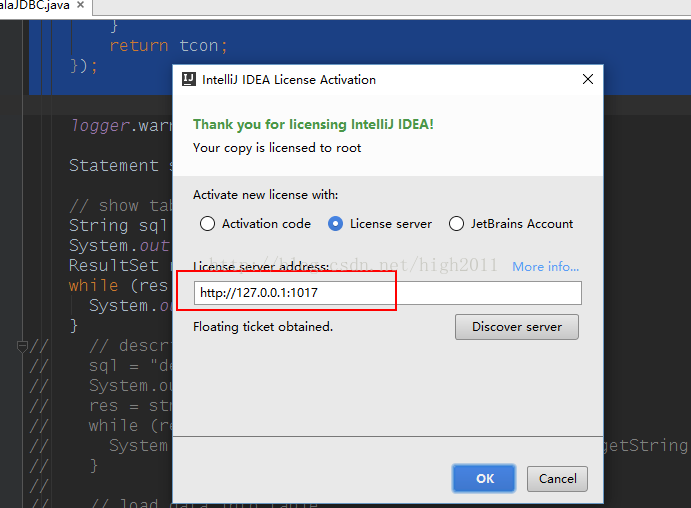 alaJDBC.java ×
}
return tcon;
});
IntelliJ IDEA License Activation
Thank you for licensing IntelliJ IDEA!
Your copy is licensed to root
logger.warn
Statement s
Activate new license with:
// show tab
Activation code
License server
JetBrains Account
String sql
System.out
http://blog.csdn.net/high2011
License server address:
More info...
ResultSet
while (res
http://127.0.0.1:1017
System.ou
}
Floating ticket obtained.
Discover server
// // descri
// sql = "de
// System.ou
// res = stm
// while (re
// System
getString
// }
//
OK
Cancel
// // load data into table